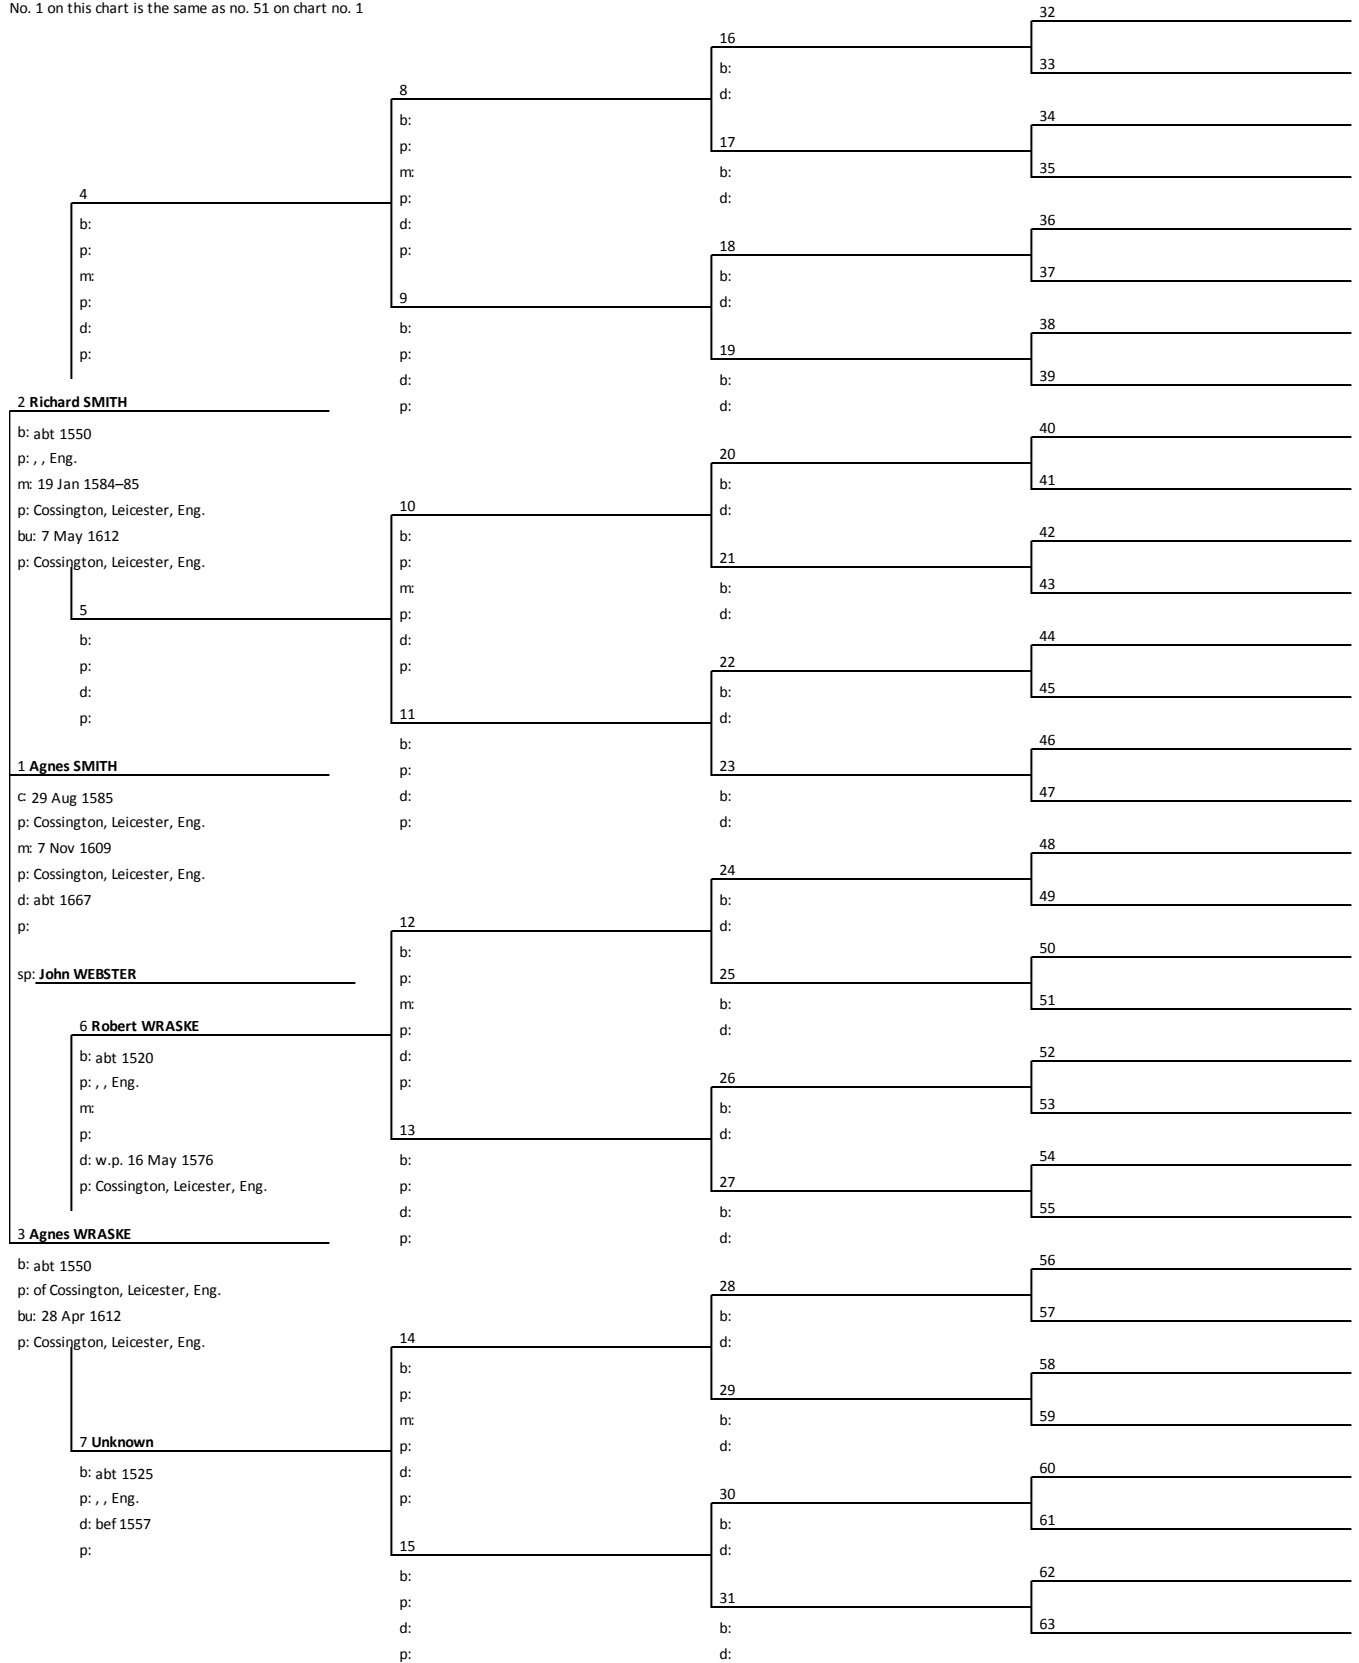 No. 1 on this chart is the same as no. 51 on chart no. 1
4
b:
p:
m:
p:
d:
p:
2 Richard SMITH
b: abt 1550
p: , , Eng.
m: 19 Jan 1584–85
p: Cossington, Leicester, Eng.
bu: 7 May 1612
p: Cossington, Leicester, Eng.
5
b:
p:
d:
p:
1 Agnes SMITH
c: 29 Aug 1585
p: Cossington, Leicester, Eng.
m: 7 Nov 1609
p: Cossington, Leicester, Eng.
d: abt 1667
p:
sp: John WEBSTER
6 Robert WRASKE
b: abt 1520
p: , , Eng.
m:
p:
d: w.p. 16 May 1576
p: Cossington, Leicester, Eng.
3 Agnes WRASKE
b: abt 1550
p: of Cossington, Leicester, Eng.
bu: 28 Apr 1612
p: Cossington, Leicester, Eng.
7 Unknown
b: abt 1525
p: , , Eng.
d: bef 1557
p:
8
b:
p:
m:
p:
d:
p:
9
b:
p:
d:
p:
10
b:
p:
m:
p:
d:
p:
11
b:
p:
d:
p:
12
b:
p:
m:
p:
d:
p:
13
b:
p:
d:
p:
14
b:
p:
m:
p:
d:
p:
15
b:
p:
d:
p:
16
b:
d:
17
b:
d:
18
b:
d:
19
b:
d:
20
b:
d:
21
b:
d:
22
b:
d:
23
b:
d:
24
b:
d:
25
b:
d:
26
b:
d:
27
b:
d:
28
b:
d:
29
b:
d:
30
b:
d:
31
b:
d:
32
33
34
35
36
37
38
39
40
41
42
43
44
45
46
47
48
49
50
51
52
53
54
55
56
57
58
59
60
61
62
63